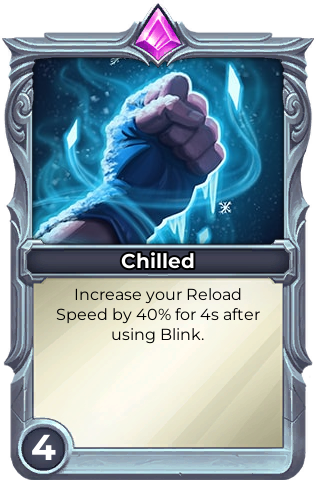 Chilled
Increase your Reload
Speed by 40% for 4s after
using Blink.
4